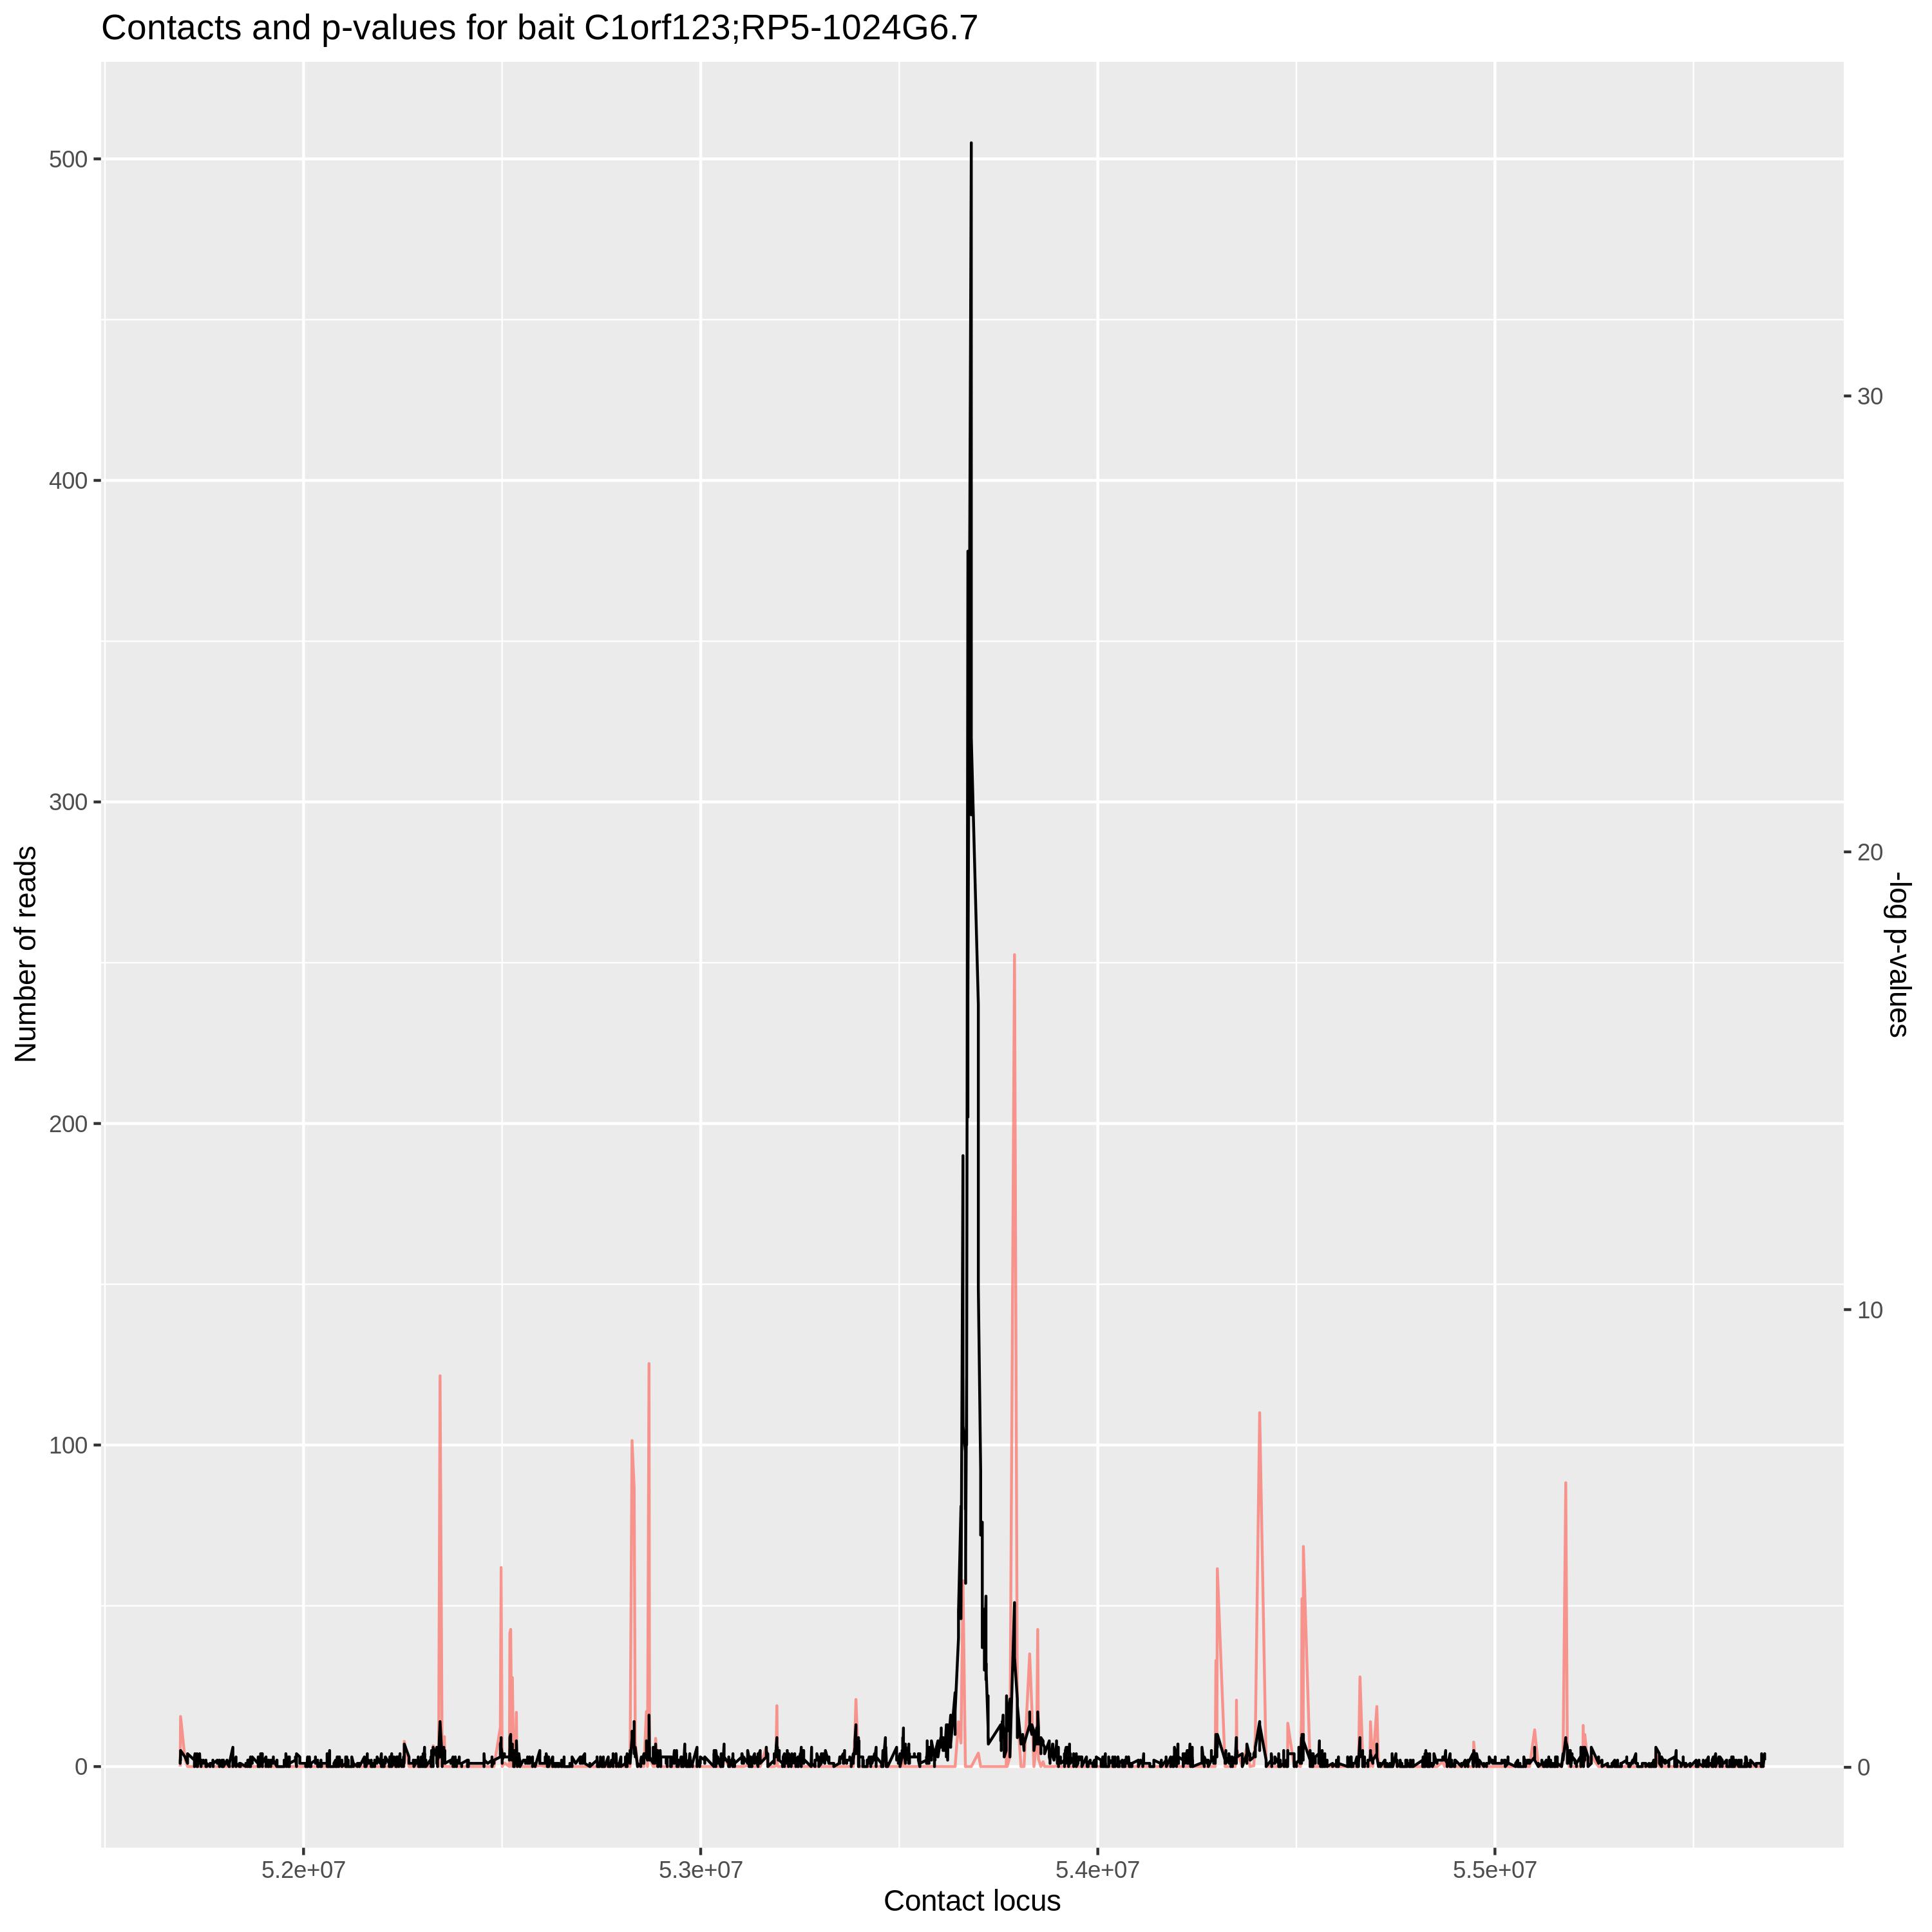 Contacts and p-values for bait C1orf123;RP5-1024G6.7
Number of reads
500
400
300
200
100
0
30
20
10
0
-log p-values
5.2e+07 5.3e+07 5.4e+07 5.5e+07
Contact locus